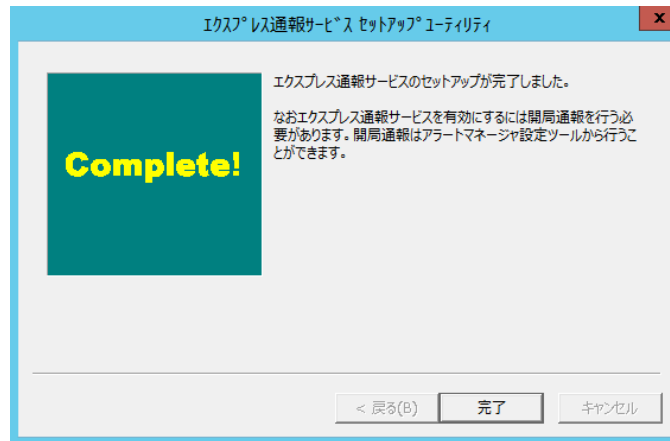 ｴｸｽﾌﾟﾚｽ通報ｻｰﾋﾞｽ ｾｯﾄｱｯﾌﾟﾕｰﾃｨﾘﾃｨ
x
エクスプレス通報サービスのセットアップが完了しました。
なおエクスプレス通報サービスを有効にするには開局通報を行う必
要があります。開局通報はアラートマネージャ設定ツールから行うこ
とができます。
Complete!
< 戻る(B)
完了
キャンセル